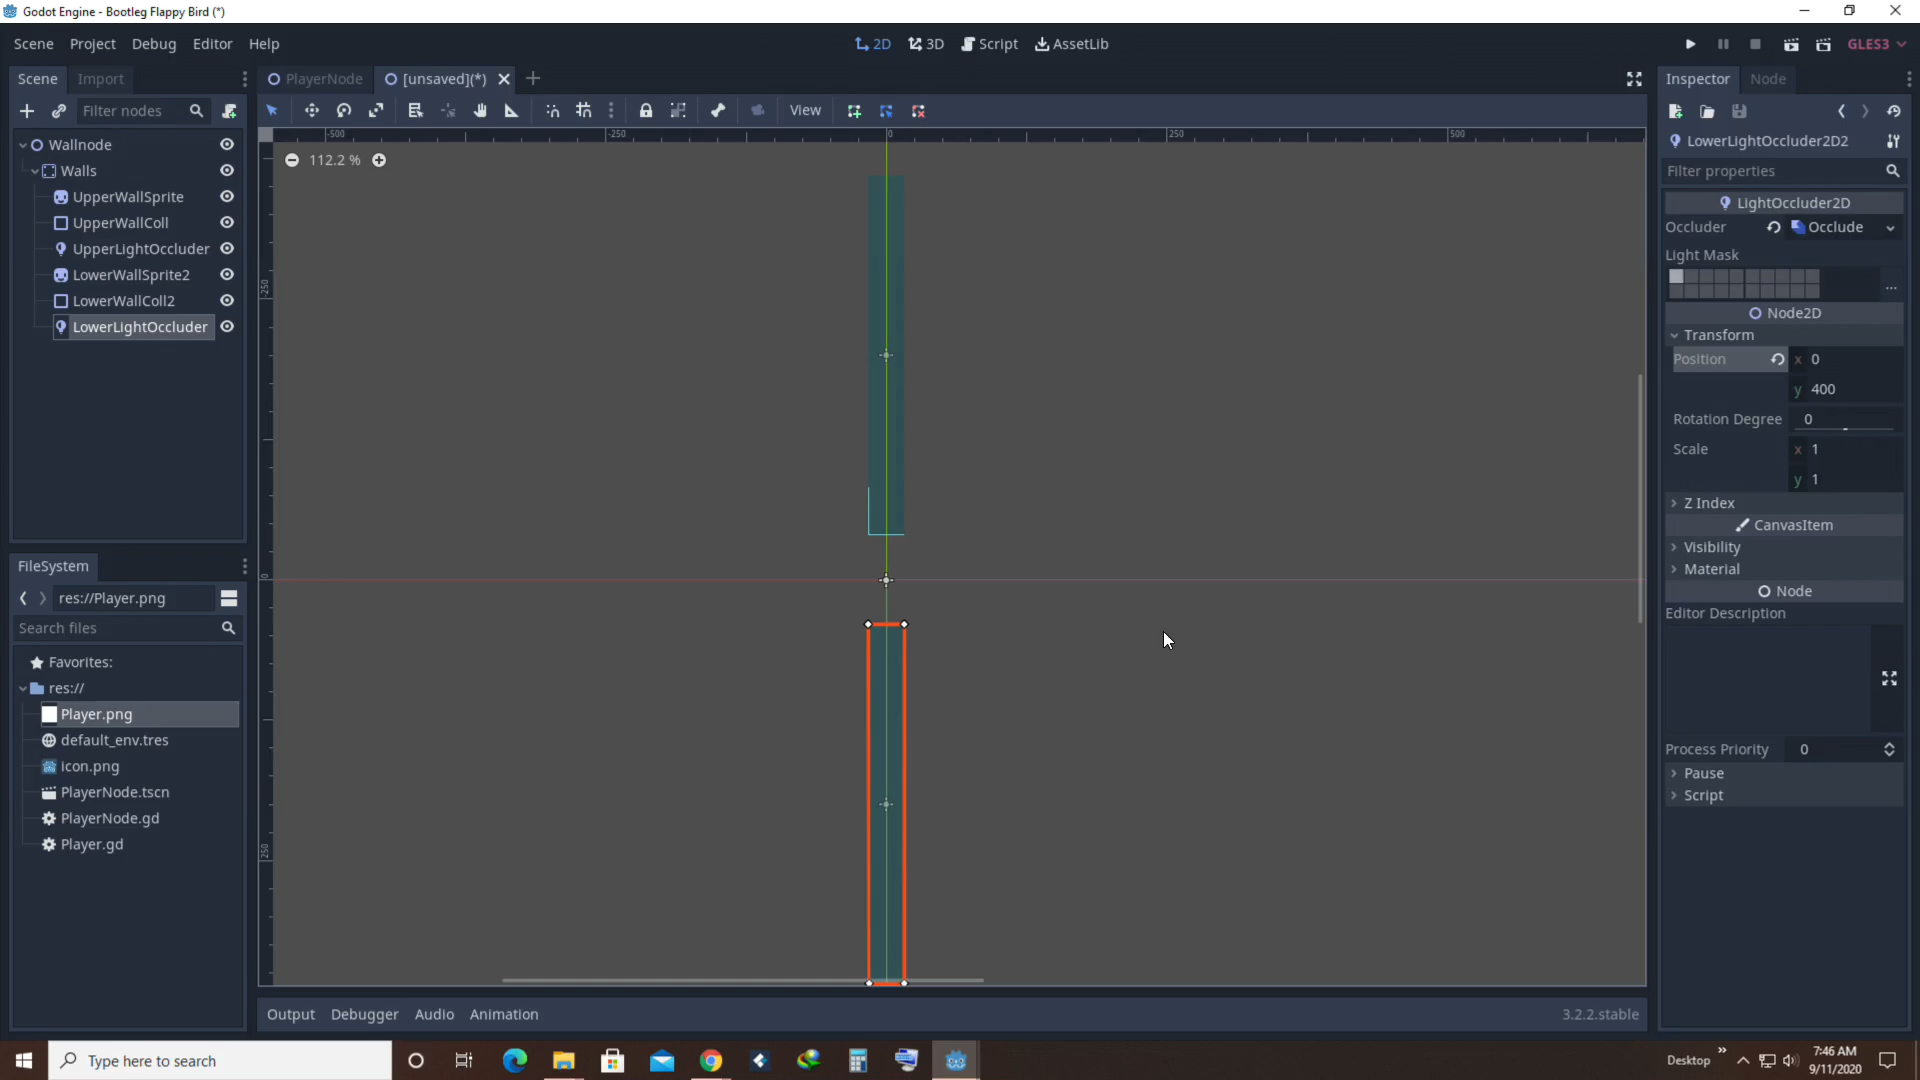 Godot Engine - Bootleg Flappy Bird (*)
Scene Project Debug Editor Help
2D 3D Script AssetLib
GLES3
Scene Import
PlayerNode [unsaved](*)
Inspector Node
Filter nodes
View
LowerLightOccluder2D2
Filter properties
-500 -250 0 250 500
112.2 %
Wallnode
Walls
UpperWallSprite
UpperWallColl
UpperLightOccluder
LowerWallSprite2
LowerWallColl2
LowerLightOccluder
-250
0
250
LightOccluder2D
Occluder Occlude
Light Mask
...
Node2D
Transform
Position x 0
y 400
Rotation Degree 0
Scale x 1
y 1
Z Index
CanvasItem
Visibility
Material
Node
Editor Description
Process Priority 0
Pause
Script
FileSystem
res://Player.png
Search files
Favorites:
res://
Player.png
default_env.tres
icon.png
PlayerNode.tscn
PlayerNode.gd
Player.gd
Output Debugger Audio Animation
3.2.2.stable
Type here to search
Desktop
7:46 AM
9/11/2020